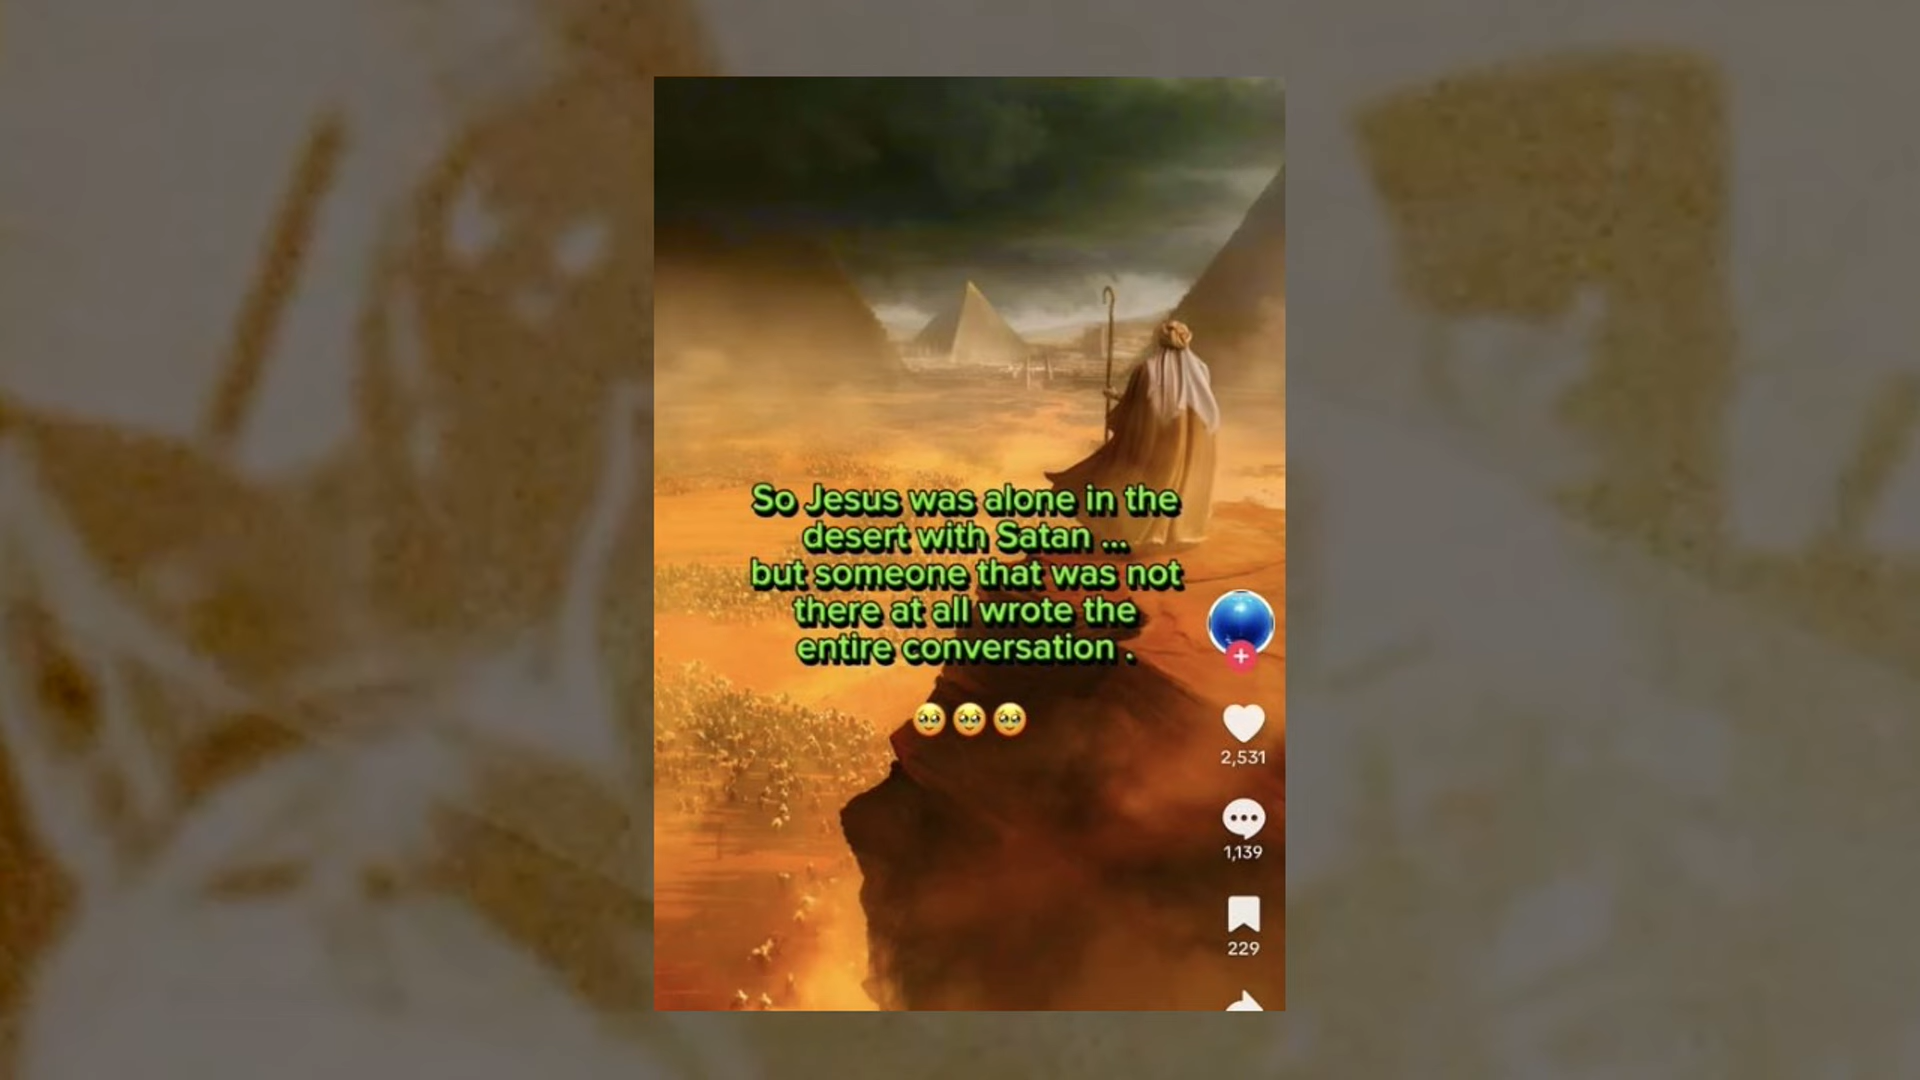 So Jesus was alone in the
desert with Satan ...
but someone that was not
there at all wrote the
entire conversation .
🥹🥹🥹
2,531
1,139
229